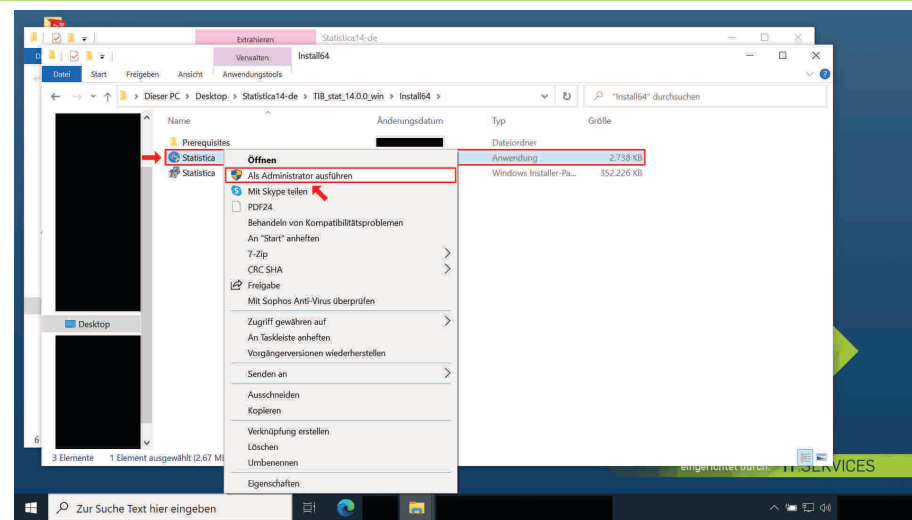 Extrahieren Statistica14-de
Verwalten Install64
Datei Start Freigeben Ansicht Anwendungstools
Dieser PC > Desktop > Statistica14-de > TIB_stat_14.0.0_win > Install64 >
"Install64" durchsuchen
Name Änderungsdatum Typ Größe
Prerequisites Dateiordner
Statistica Anwendung 2.738 KB
Statistica Windows Installer-Pa... 352.226 KB
Öffnen
Als Administrator ausführen
Mit Skype teilen
PDF24
Behandeln von Kompatibilitätsproblemen
An "Start" anheften
7-Zip
CRC SHA
Freigabe
Mit Sophos Anti-Virus überprüfen
Zugriff gewähren auf
An Taskleiste anheften
Vorgängerversionen wiederherstellen
Senden an
Ausschneiden
Kopieren
Verknüpfung erstellen
Löschen
Umbenennen
Eigenschaften
Desktop
6
3 Elemente 1 Element ausgewählt (2,67 M
eingerichtet durch: IT.SERVICES
Zur Suche Text hier eingeben